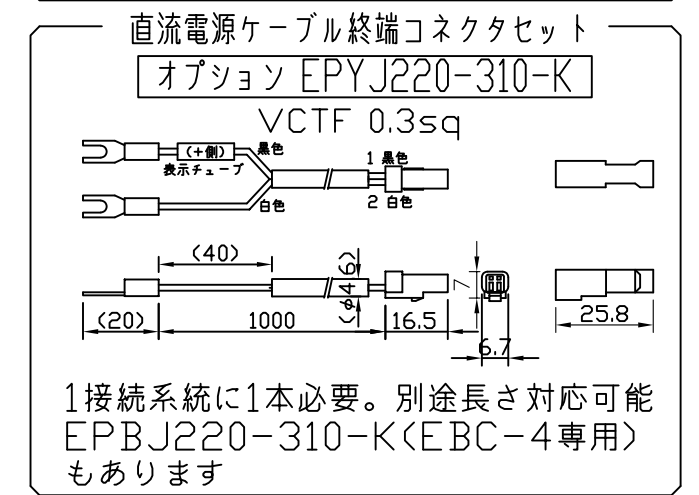 直流電源ケーブル終端コネクタセット
オプション EPYJ220-310-K
VCTF 0.3sq
(+側) 黒色
表示チューブ
1 黒色
白色
2 白色
(40)
(φ4.6)
7
(20) 1000 16.5 25.8
6.7
1接続系統に1本必要。別途長さ対応可能
EPBJ220-310-K(EBC-4専用)
もあります